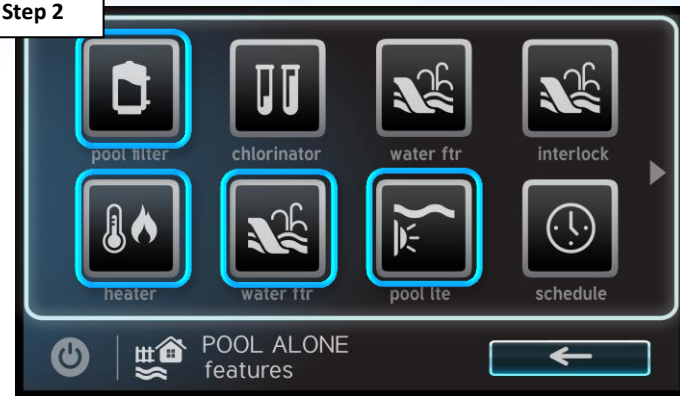 Step 2
pool filter chlorinator water ftr interlock
heater water ftr pool lte schedule
POOL ALONE
features